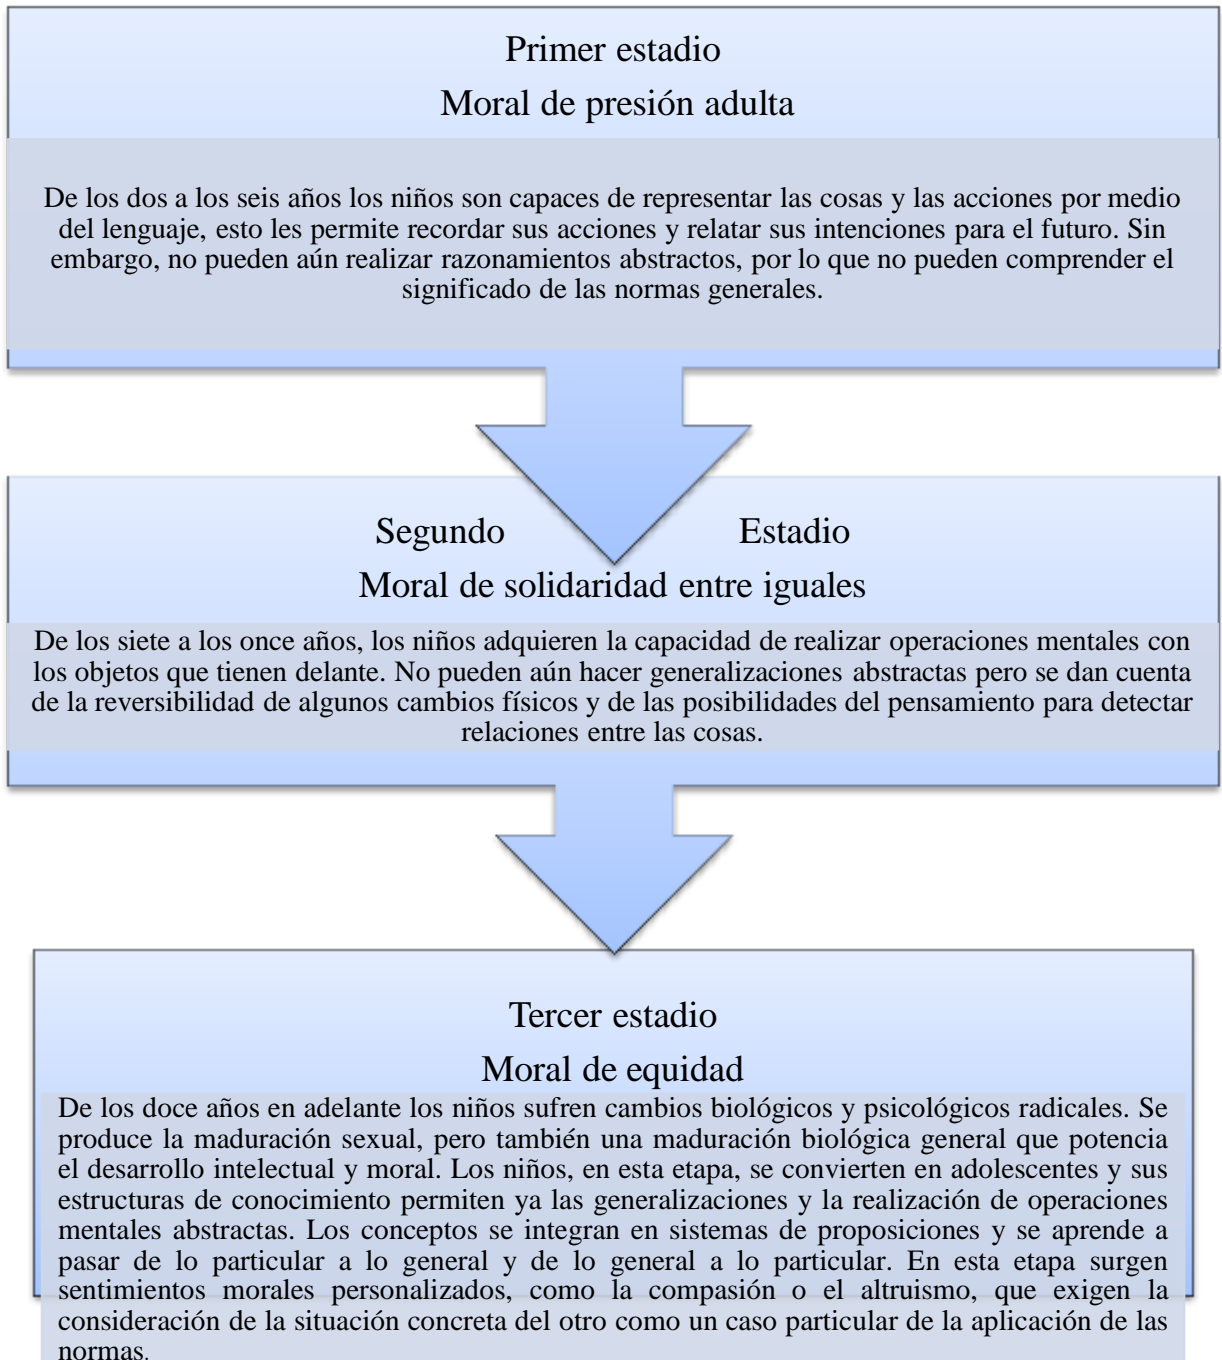 Primer estadio
Moral de presión adulta
De los dos a los seis años los niños son capaces de representar las cosas y las acciones por medio
del lenguaje, esto les permite recordar sus acciones y relatar sus intenciones para el futuro. Sin
embargo, no pueden aún realizar razonamientos abstractos, por lo que no pueden comprender el
significado de las normas generales.
Segundo Estadio
Moral de solidaridad entre iguales
De los siete a los once años, los niños adquieren la capacidad de realizar operaciones mentales con
los objetos que tienen delante. No pueden aún hacer generalizaciones abstractas pero se dan cuenta
de la reversibilidad de algunos cambios físicos y de las posibilidades del pensamiento para detectar
relaciones entre las cosas.
Tercer estadio
Moral de equidad
De los doce años en adelante los niños sufren cambios biológicos y psicológicos radicales. Se
produce la maduración sexual, pero también una maduración biológica general que potencia
el desarrollo intelectual y moral. Los niños, en esta etapa, se convierten en adolescentes y sus
estructuras de conocimiento permiten ya las generalizaciones y la realización de operaciones
mentales abstractas. Los conceptos se integran en sistemas de proposiciones y se aprende a
pasar de lo particular a lo general y de lo general a lo particular. En esta etapa surgen
sentimientos morales personalizados, como la compasión o el altruismo, que exigen la
consideración de la situación concreta del otro como un caso particular de la aplicación de las
normas.